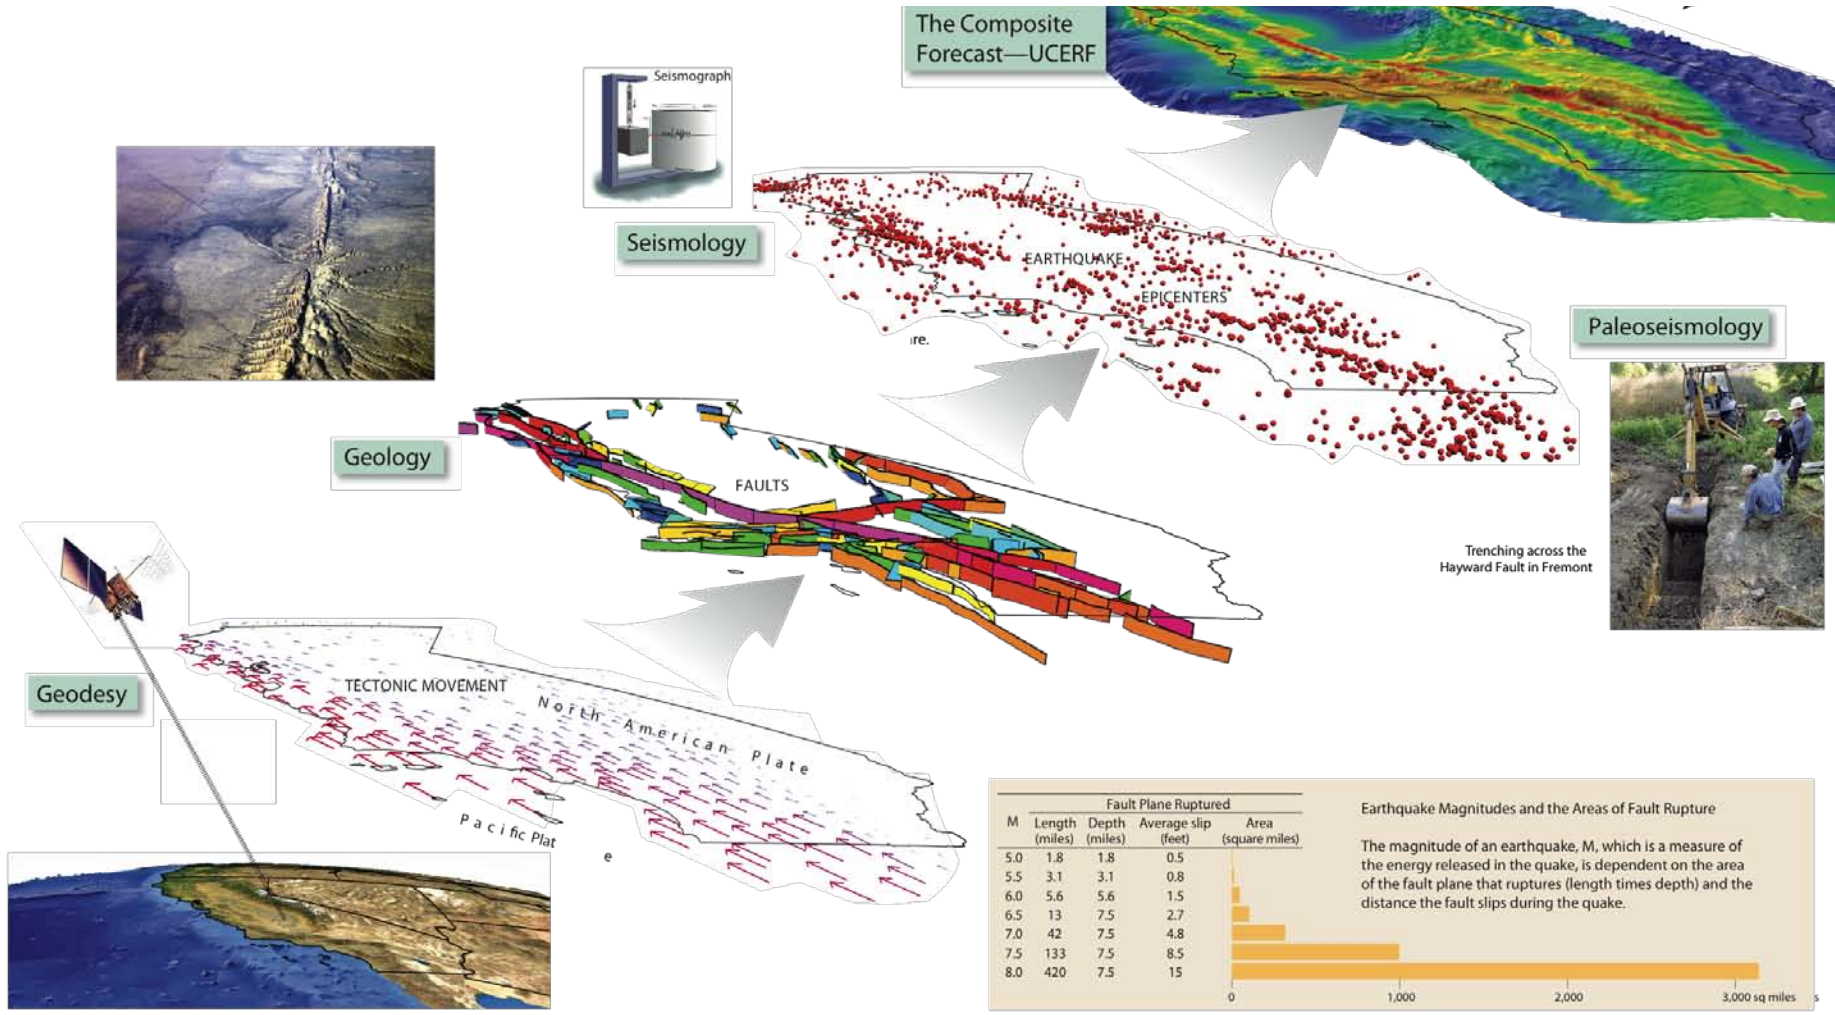 The Composite
Forecast—UCERF
Seismograph
Seismology
EARTHQUAKE
EPICENTERS
re.
Paleoseismology
Geology
FAULTS
Trenching across the
Hayward Fault in Fremont
Geodesy
TECTONIC MOVEMENT
North American Plate
Pacific Plat e
Fault Plane Ruptured
M Length Depth Average slip Area
(miles) (miles) (feet) (square miles)
5.0 1.8 1.8 0.5
5.5 3.1 3.1 0.8
6.0 5.6 5.6 1.5
6.5 13 7.5 2.7
7.0 42 7.5 4.8
7.5 133 7.5 8.5
8.0 420 7.5 15
0 1,000 2,000 3,000 sq miles s
Earthquake Magnitudes and the Areas of Fault Rupture
The magnitude of an earthquake, M, which is a measure of
the energy released in the quake, is dependent on the area
of the fault plane that ruptures (length times depth) and the
distance the fault slips during the quake.